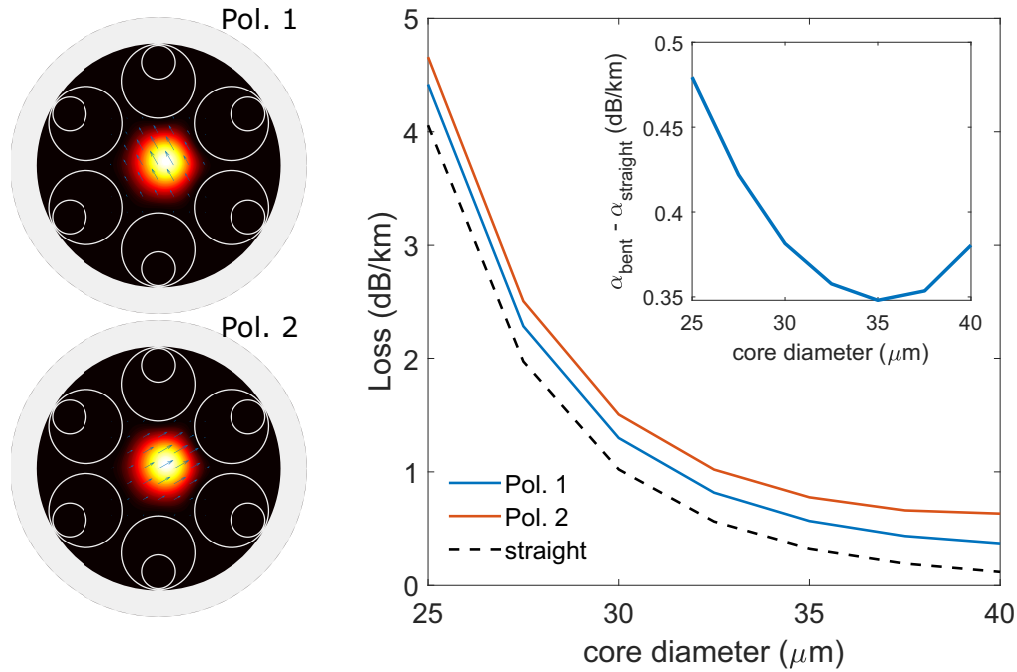 Pol. 1
Pol. 2
Loss (dB/km)
5
4
3
2
1
0
25
30
35
40
core diameter (μm)
Pol. 1
Pol. 2
straight
α_bent - α_straight (dB/km)
0.5
0.45
0.4
0.35
25
30
35
40
core diameter (μm)